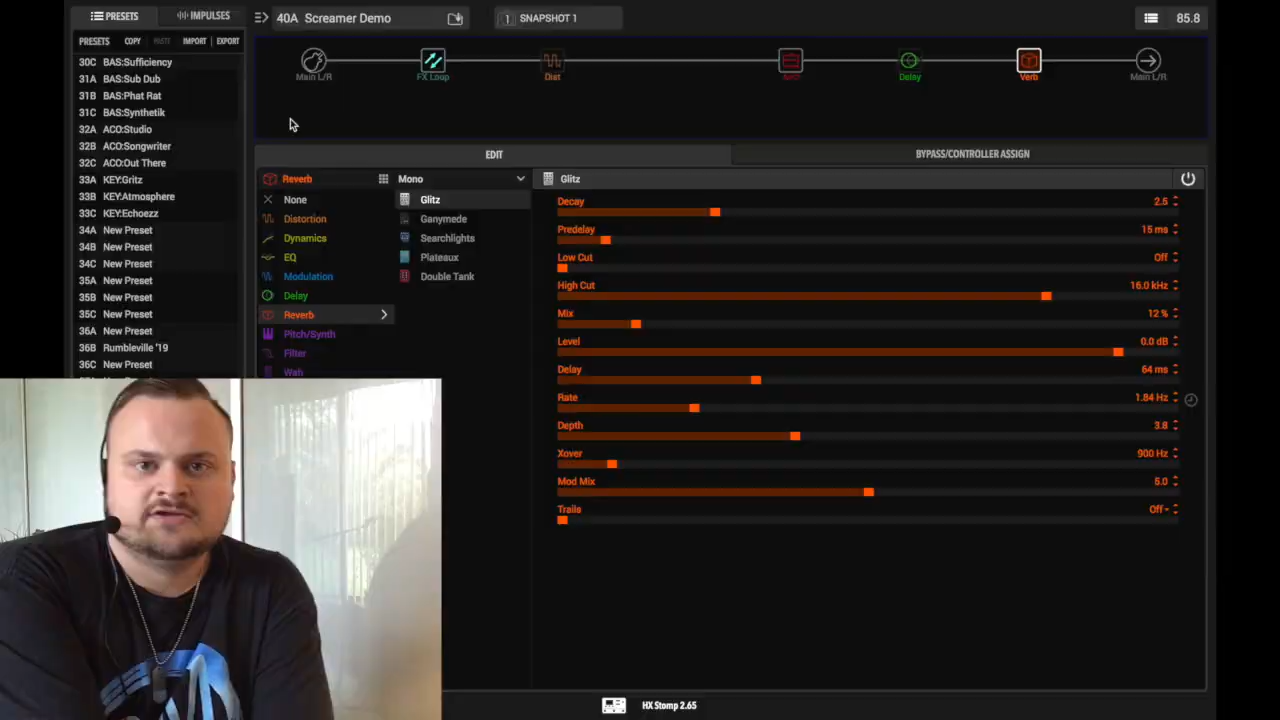 PRESETS
IMPULSES
40A Screamer Demo
1 SNAPSHOT 1
85.8
PRESETS COPY PASTE IMPORT EXPORT
30C BAS:Sufficiency
31A BAS:Sub Dub
31B BAS:Phat Rat
31C BAS:Synthetik
32A ACO:Studio
32B ACO:Songwriter
32C ACO:Out There
33A KEY:Gritz
33B KEY:Atmosphere
33C KEY:Echoezz
34A New Preset
34B New Preset
34C New Preset
35A New Preset
35B New Preset
35C New Preset
36A New Preset
36B Rumbleville '19
36C New Preset
Main L/R
FX Loop
Dist
Delay
Verb
Main L/R
EDIT
BYPASS/CONTROLLER ASSIGN
Reverb
None
Distortion
Dynamics
EQ
Modulation
Delay
Reverb
Pitch/Synth
Filter
Wah
Mono
Glitz
Ganymede
Searchlights
Plateaux
Double Tank
Glitz
Decay 2.5
Predelay 15 ms
Low Cut Off
High Cut 16.0 kHz
Mix 12 %
Level 0.0 dB
Delay 64 ms
Rate 1.84 Hz
Depth 3.8
Xover 900 Hz
Mod Mix 5.0
Trails Off
HX Stomp 2.65